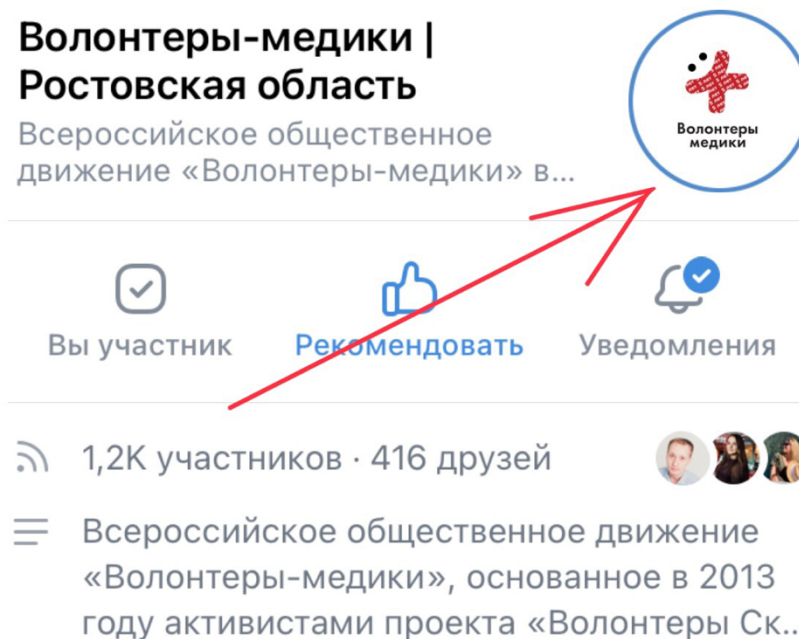 Волонтеры-медики |
Ростовская область
Всероссийское общественное
движение «Волонтеры-медики» в...
Волонтеры
медики
Вы участник
Рекомендовать
Уведомления
1,2K участников · 416 друзей
Всероссийское общественное движение
«Волонтеры-медики», основанное в 2013
году активистами проекта «Волонтеры Ск...